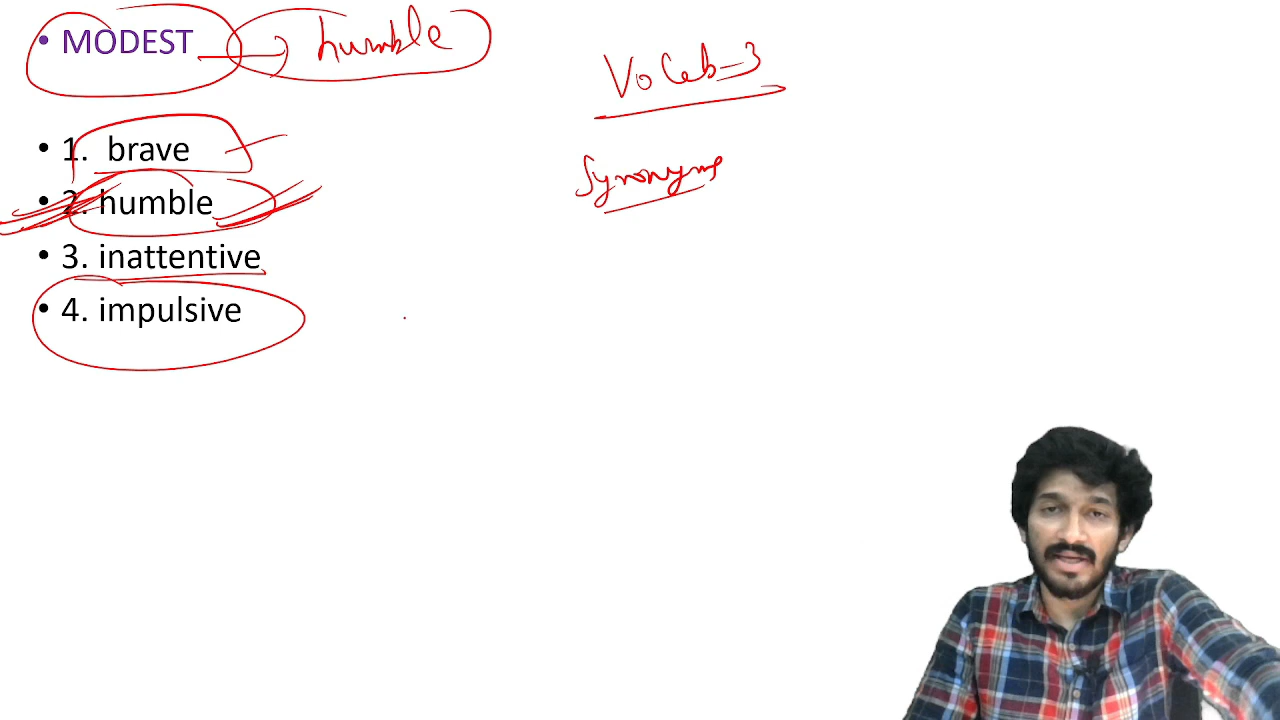 • MODEST humble
Vocab-3
• 1. brave
Synonyms
• 2. humble
• 3. inattentive
• 4. impulsive